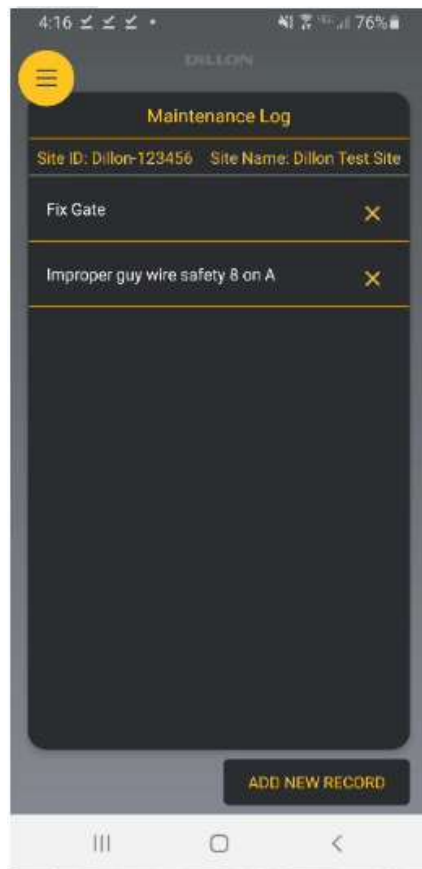 4:16 76%
DILLON
Maintenance Log
Site ID: Dillon-123456 Site Name: Dillon Test Site
Fix Gate
Improper guy wire safety 8 on A
ADD NEW RECORD